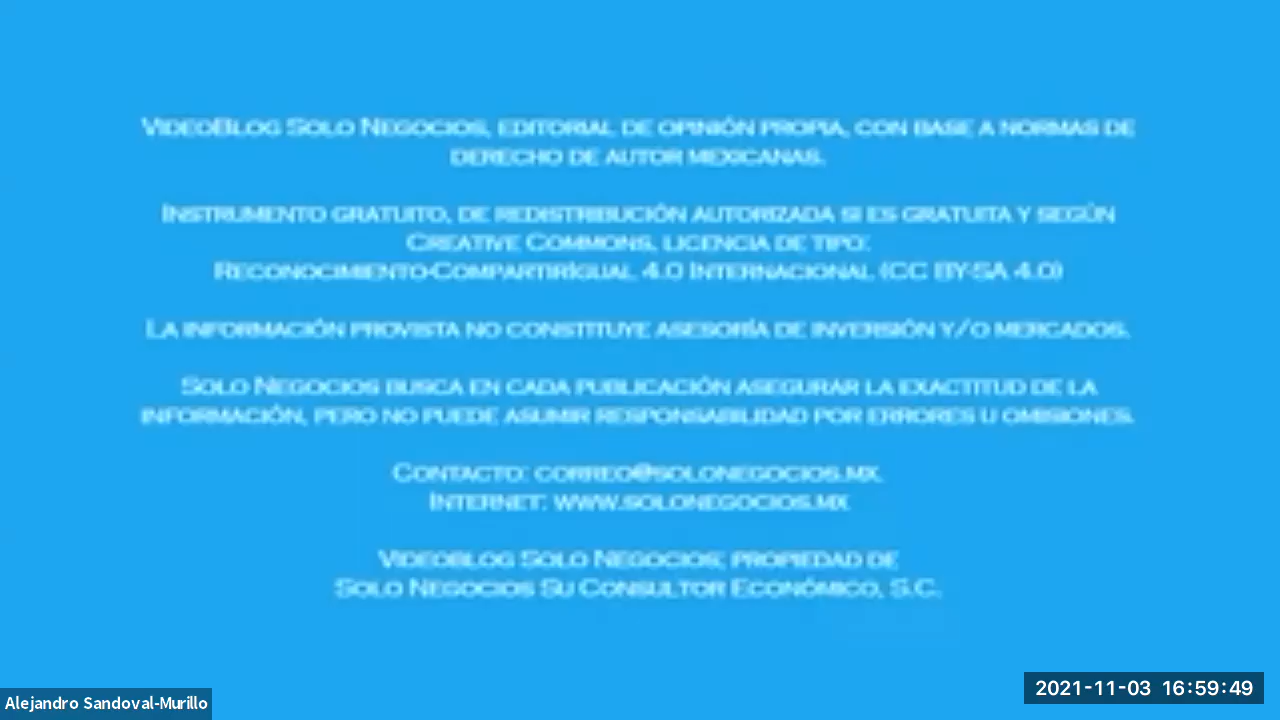 VideoBlog Solo Negocios, editorial de opinión propia, con base a normas de
derecho de autor mexicanas.
Instrumento gratuito, de redistribución autorizada si es gratuita y según
Creative Commons, licencia de tipo:
Reconocimiento-CompartirIgual 4.0 Internacional (CC BY-SA 4.0)
La información provista no constituye asesoría de inversión y/o mercados.
Solo Negocios busca en cada publicación asegurar la exactitud de la
información, pero no puede asumir responsabilidad por errores u omisiones.
Contacto: correo@solonegocios.mx
Internet: www.solonegocios.mx
Videoblog Solo Negocios; propiedad de
Solo Negocios Su Consultor Económico, S.C.
Alejandro Sandoval-Murillo
2021-11-03 16:59:49